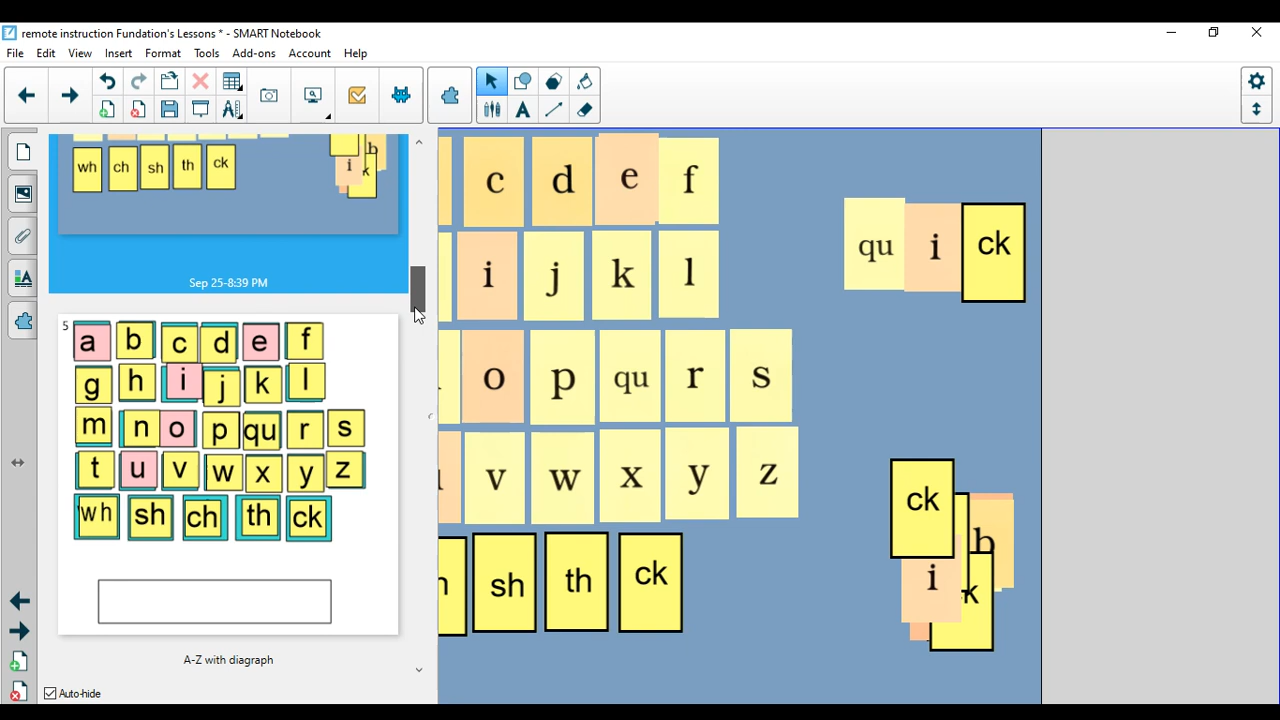 remote instruction Fundation's Lessons * - SMART Notebook
File Edit View Insert Format Tools Add-ons Account Help
b
wh ch sh th ck
i k
Sep 25-8:39 PM
5
a b c d e f
g h i j k l
m n o p qu r s
t u v w x y z
wh sh ch th ck
A-Z with diagraph
Auto-hide
c d e f
i j k l
o p qu r s
v w x y z
sh th ck
qu i ck
ck b
i k